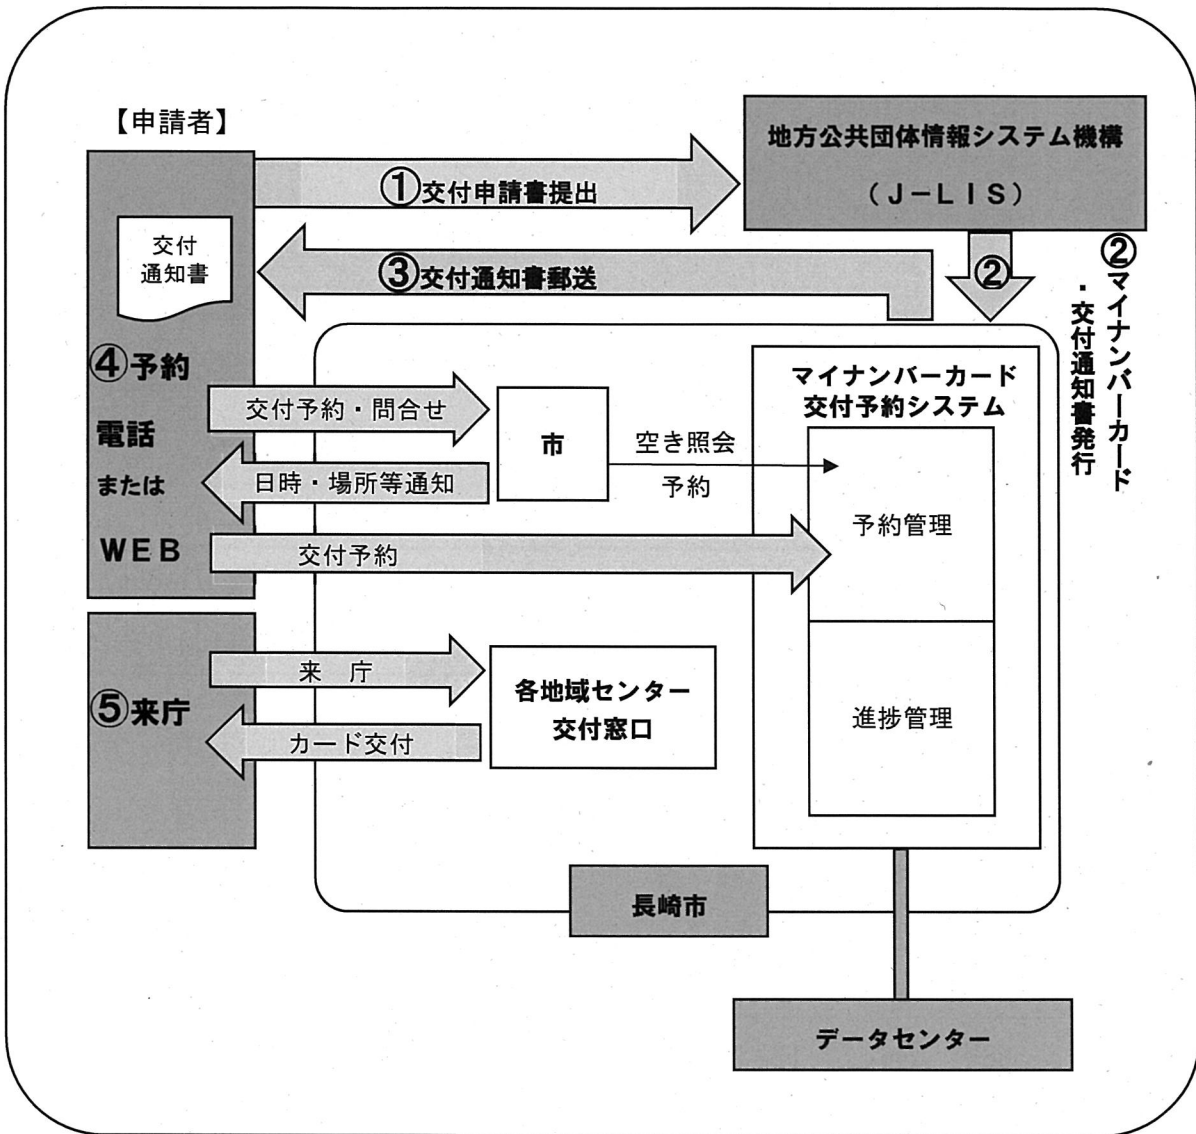 【申請者】
地方公共団体情報システム機構
（J－LIS）
①交付申請書提出
交付
通知書
③交付通知書郵送
②
②マイナンバーカード
・交付通知書発行
④予約
電話
または
WEB
交付予約・問合せ
日時・場所等通知
交付予約
市
空き照会
予約
マイナンバーカード
交付予約システム
予約管理
進捗管理
⑤来庁
来　庁
カード交付
各地域センター
交付窓口
長崎市
データセンター